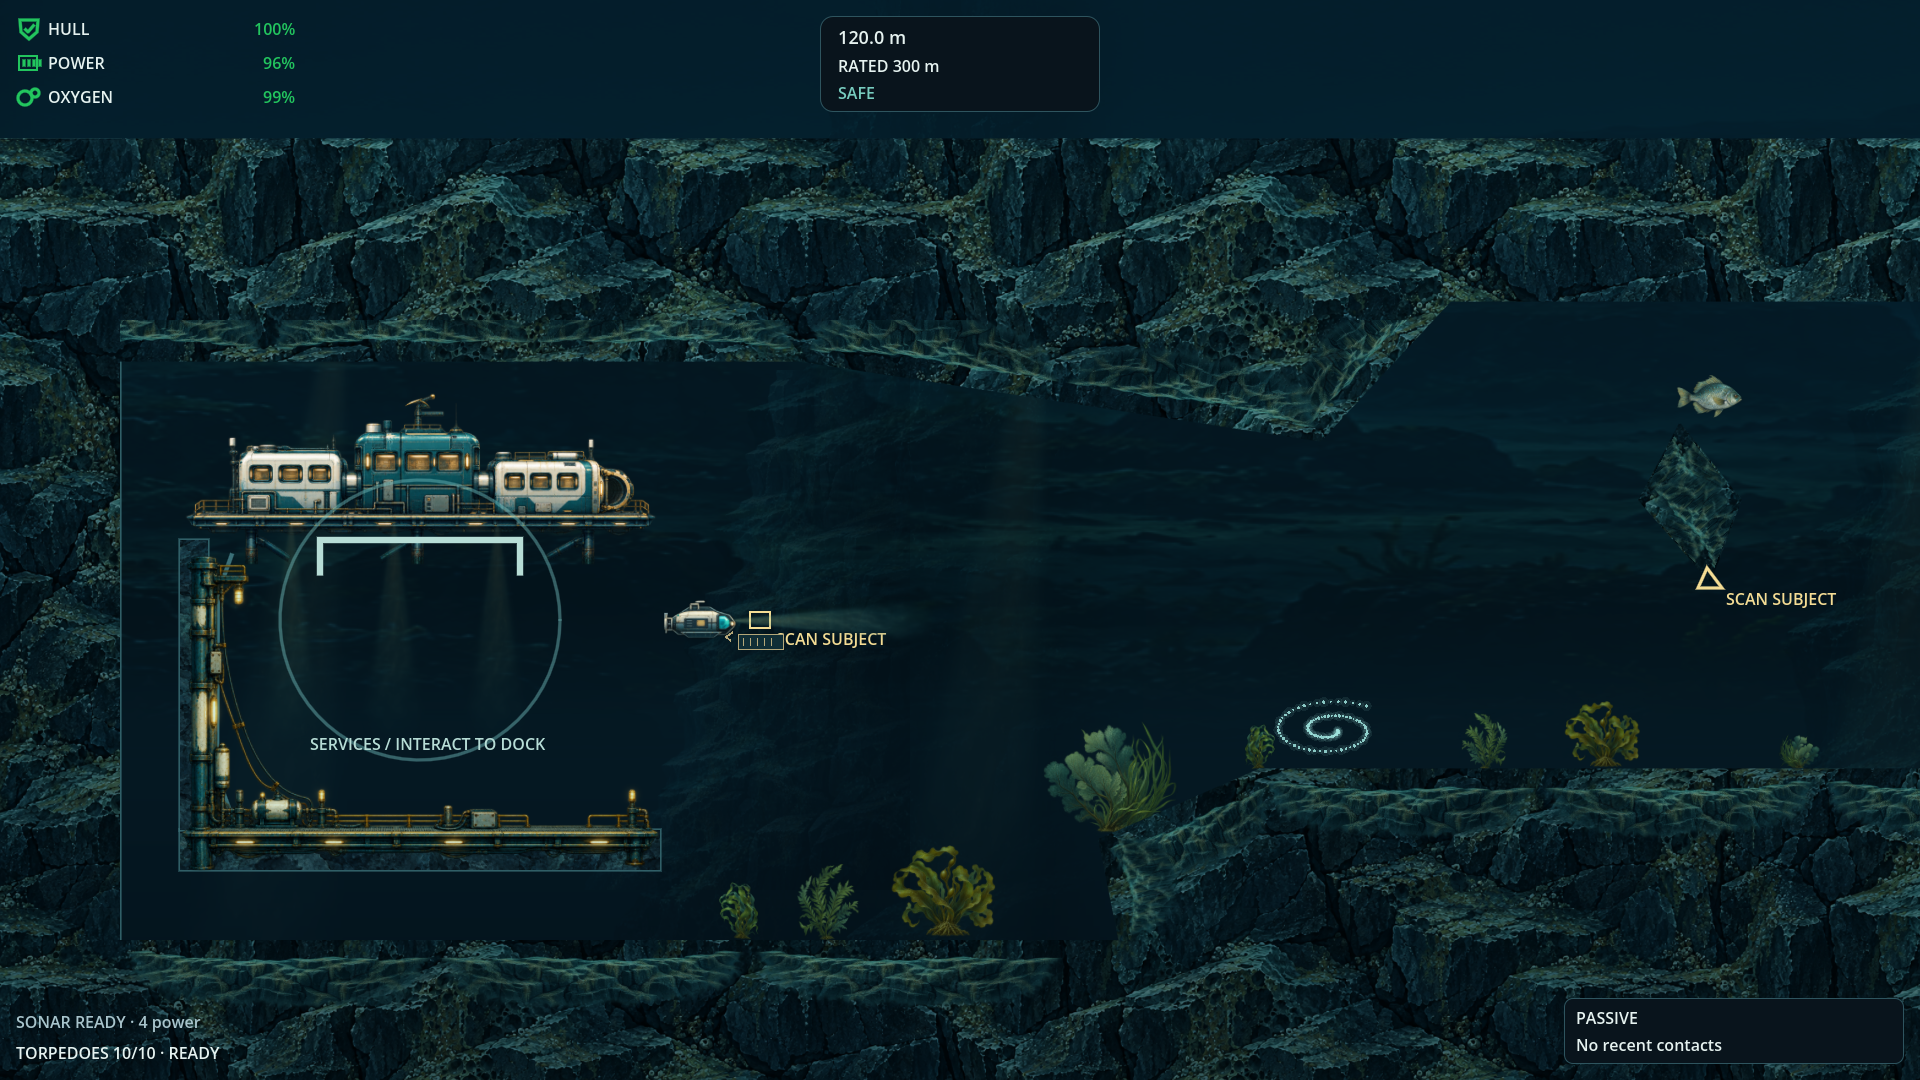 HULL 100%
POWER 96%
OXYGEN 99%
120.0 m
RATED 300 m
SAFE
SCAN SUBJECT
CAN SUBJECT
SERVICES / INTERACT TO DOCK
SONAR READY · 4 power
TORPEDOES 10/10 · READY
PASSIVE
No recent contacts